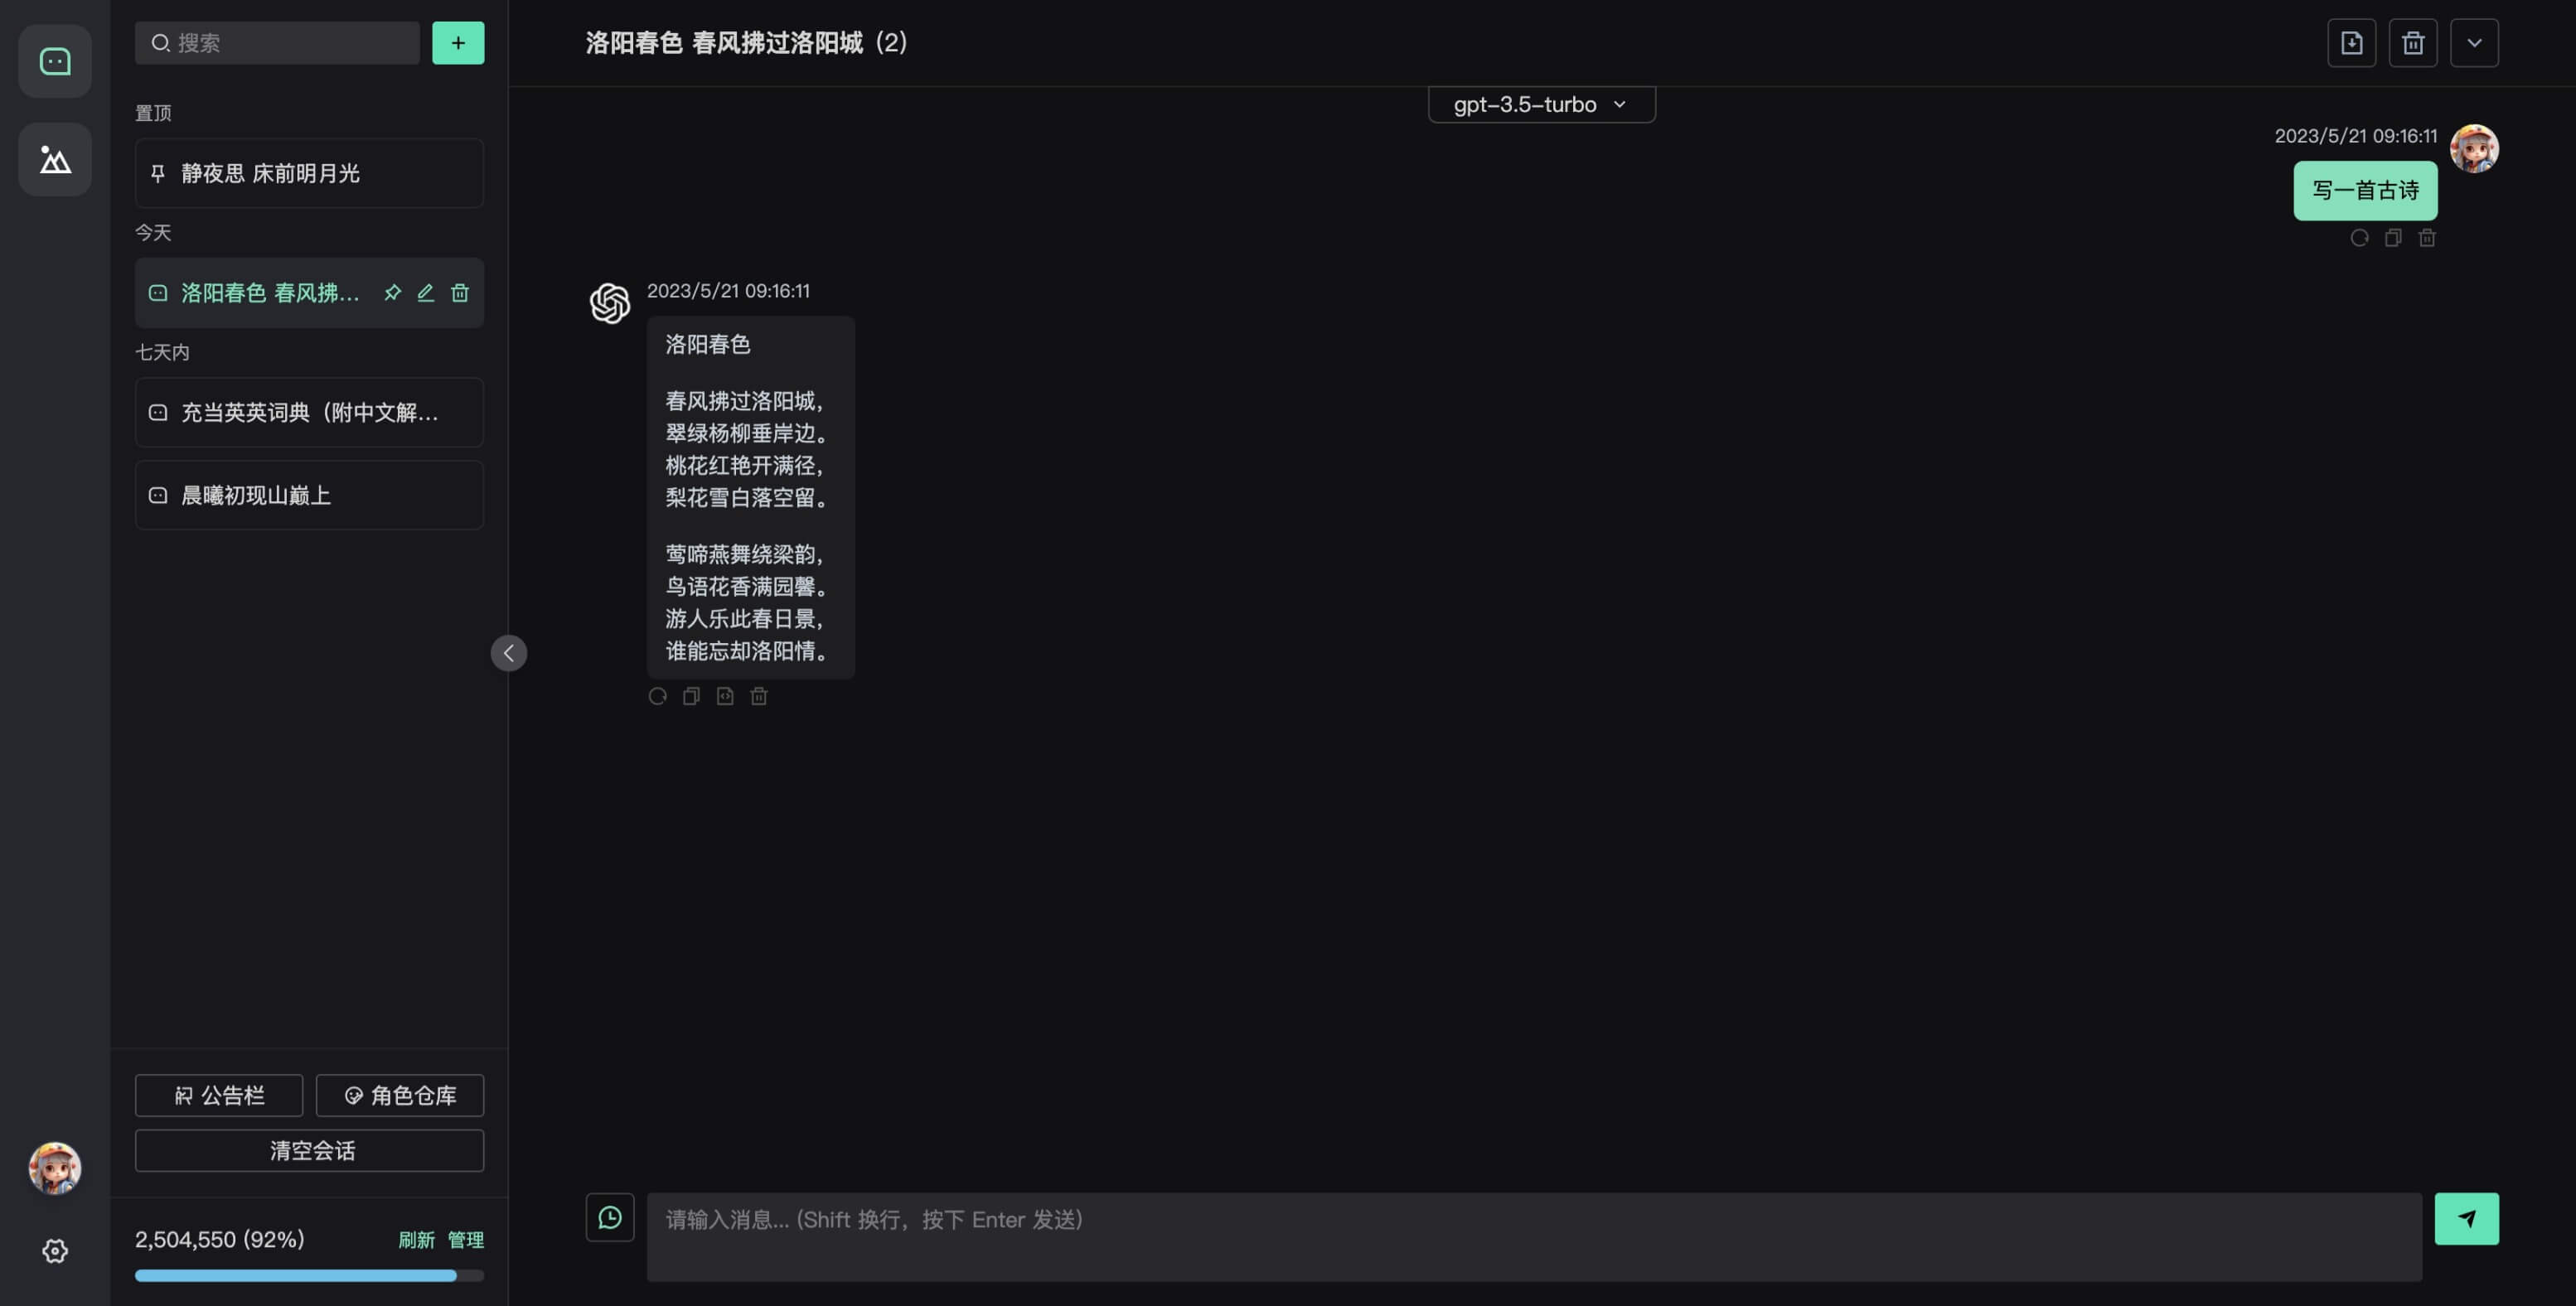 搜索
+
置顶
静夜思 床前明月光
今天
洛阳春色 春风拂...
七天内
充当英英词典（附中文解...
晨曦初现山巅上
公告栏
角色仓库
清空会话
2,504,550 (92%)
刷新 管理
洛阳春色 春风拂过洛阳城 (2)
gpt-3.5-turbo
2023/5/21 09:16:11
写一首古诗
2023/5/21 09:16:11
洛阳春色
春风拂过洛阳城，
翠绿杨柳垂岸边。
桃花红艳开满径，
梨花雪白落空留。
莺啼燕舞绕梁韵，
鸟语花香满园馨。
游人乐此春日景，
谁能忘却洛阳情。
请输入消息... (Shift 换行，按下 Enter 发送)